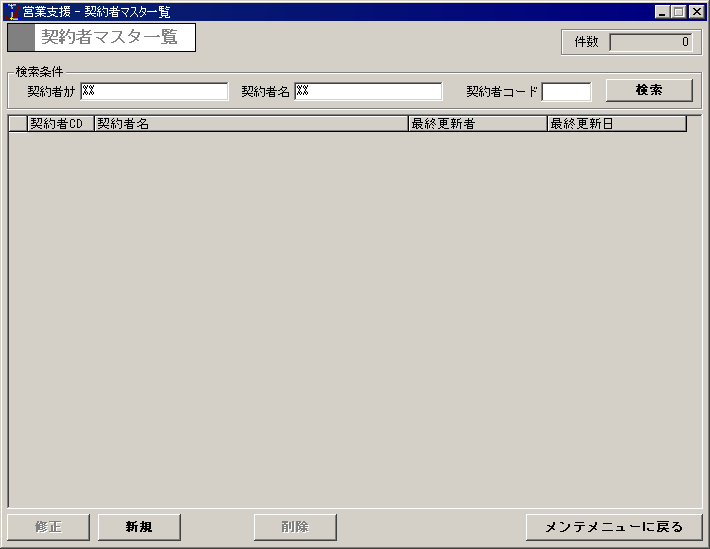 営業支援 - 契約者マスタ一覧
契約者マスタ一覧
件数 0
検索条件
契約者ｶﾅ %% 契約者名 %% 契約者コード 検索
契約者CD 契約者名 最終更新者 最終更新日
修正 新規 削除 メンテメニューに戻る